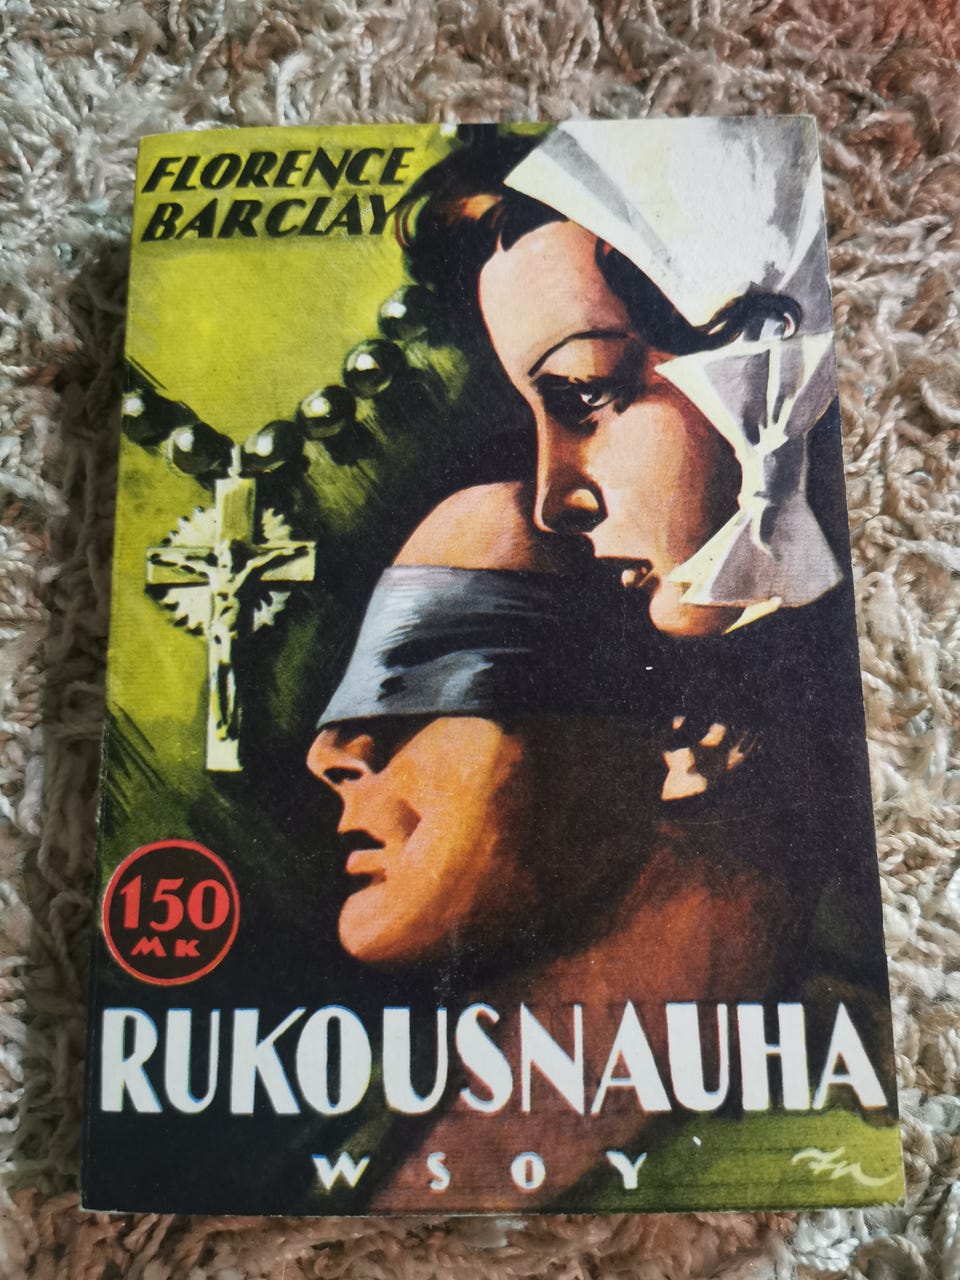 FLORENCE
BARCLAY
150
MK
RUKOUSNAUHA
WSOY